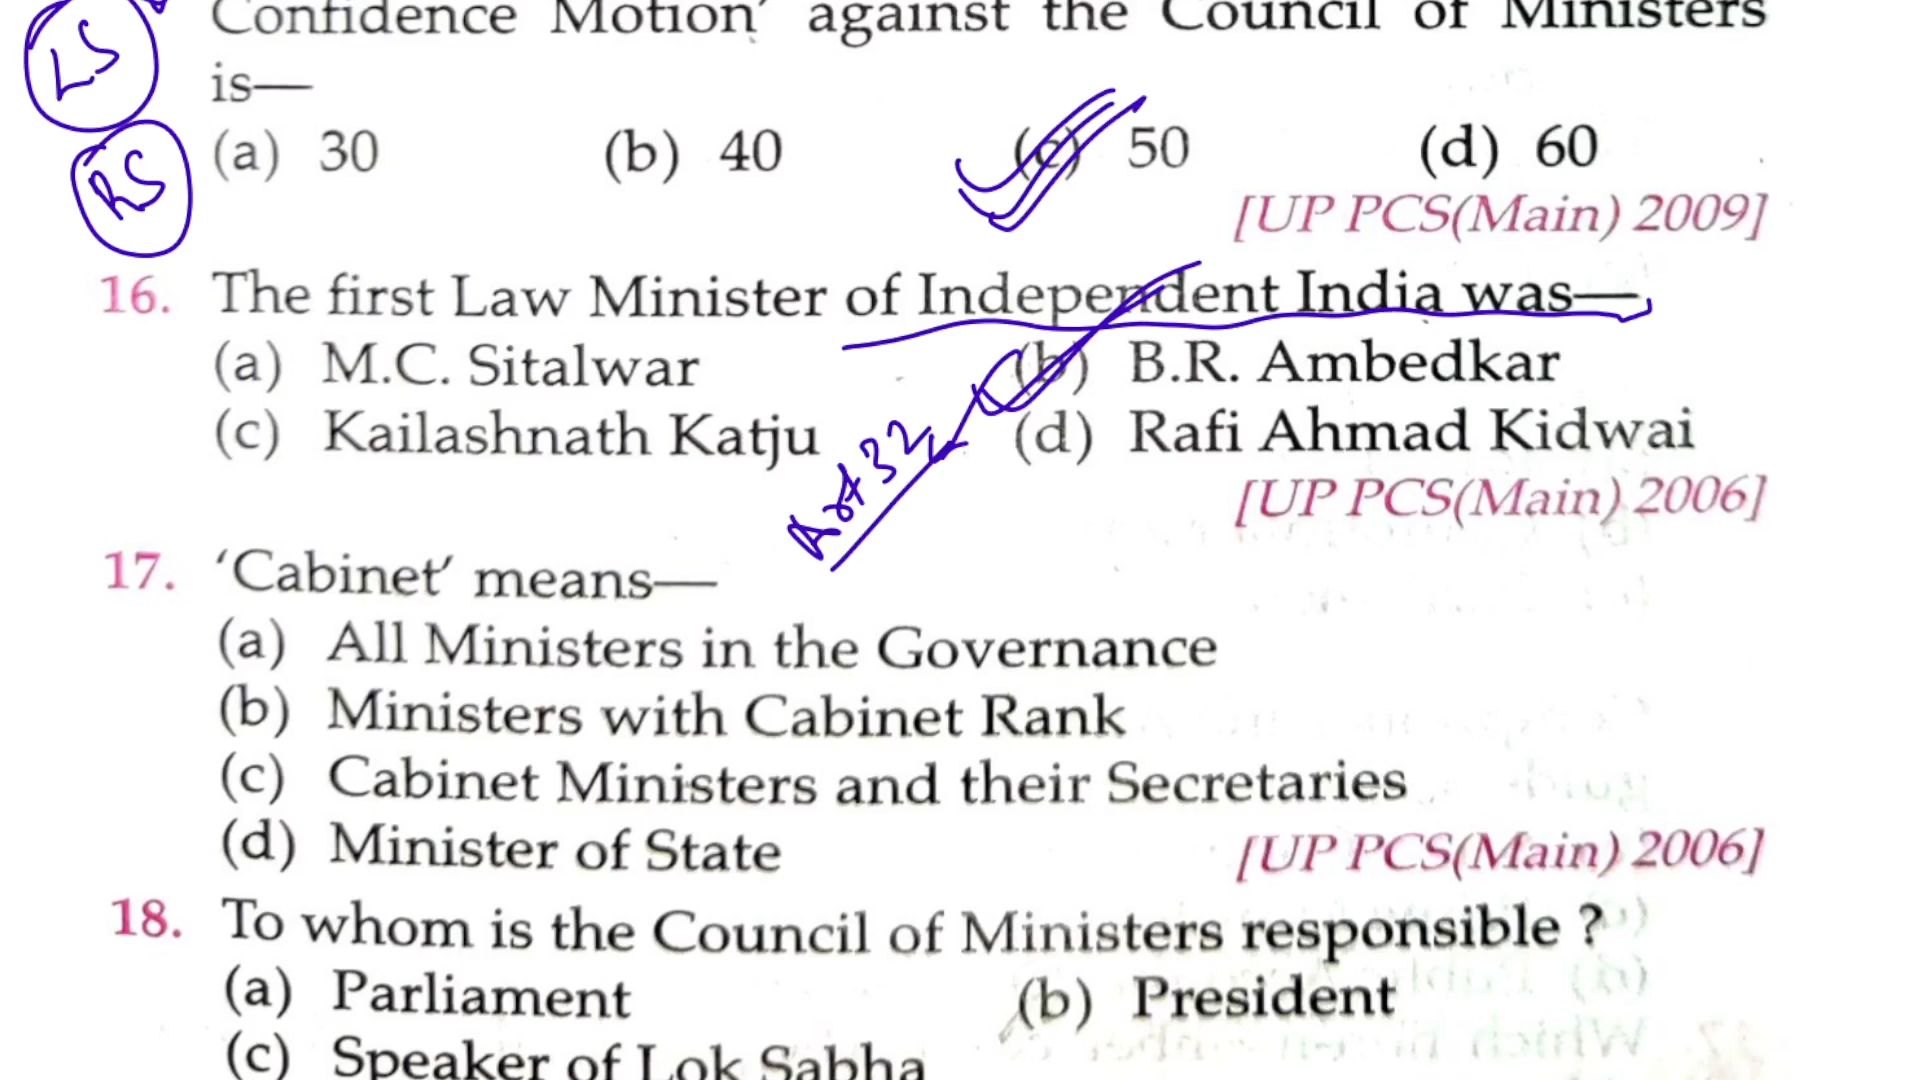 Confidence Motion' against the Council of Ministers
LS
is—
(a) 30 (b) 40 (c) 50 (d) 60
RS
[UP PCS(Main) 2009]
16. The first Law Minister of Independent India was—
(a) M.C. Sitalwar (b) B.R. Ambedkar
(c) Kailashnath Katju (d) Rafi Ahmad Kidwai
Art 32
[UP PCS(Main) 2006]
17. 'Cabinet' means—
(a) All Ministers in the Governance
(b) Ministers with Cabinet Rank
(c) Cabinet Ministers and their Secretaries
(d) Minister of State [UP PCS(Main) 2006]
18. To whom is the Council of Ministers responsible ?
(a) Parliament (b) President
(c) Speaker of Lok Sabha